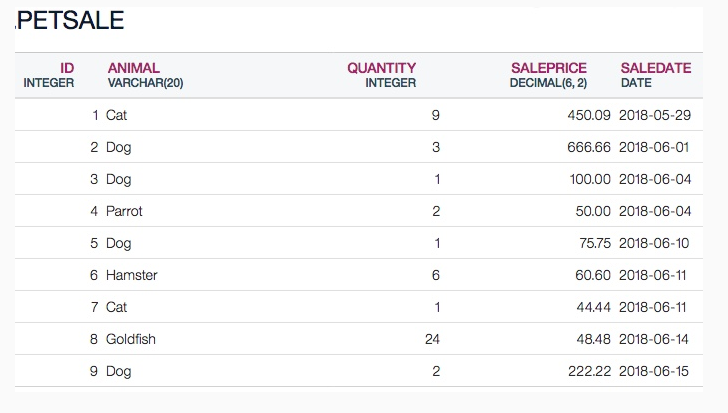 .PETSALE
ID ANIMAL QUANTITY SALEPRICE SALEDATE
INTEGER VARCHAR(20) INTEGER DECIMAL(6, 2) DATE
1 Cat 9 450.09 2018-05-29
2 Dog 3 666.66 2018-06-01
3 Dog 1 100.00 2018-06-04
4 Parrot 2 50.00 2018-06-04
5 Dog 1 75.75 2018-06-10
6 Hamster 6 60.60 2018-06-11
7 Cat 1 44.44 2018-06-11
8 Goldfish 24 48.48 2018-06-14
9 Dog 2 222.22 2018-06-15